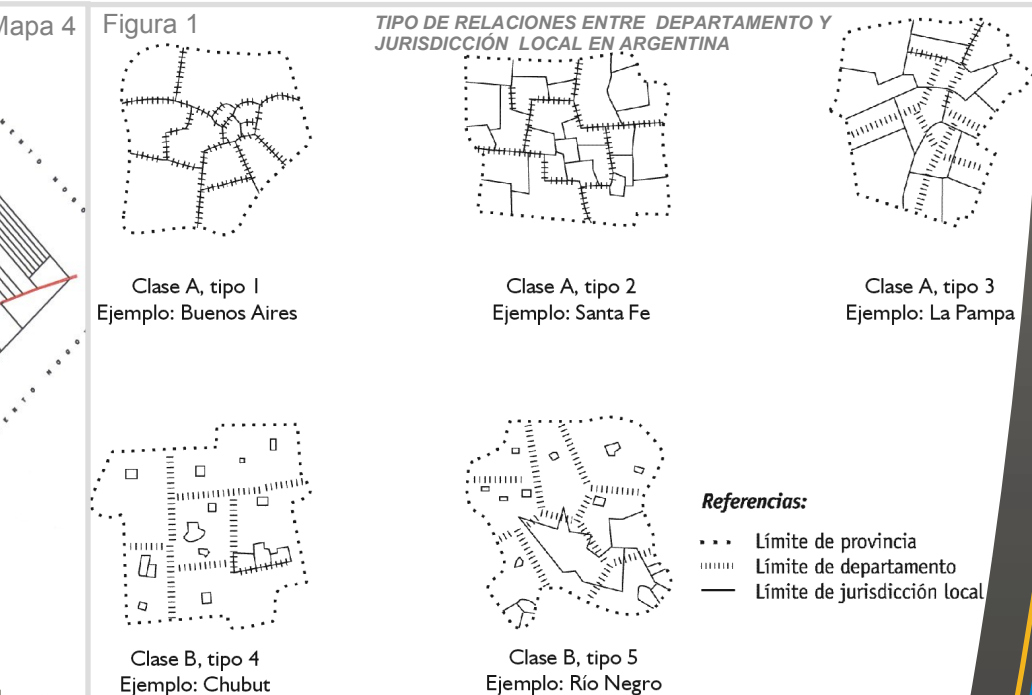 Mapa 4
Figura 1
TIPO DE RELACIONES ENTRE DEPARTAMENTO Y
JURISDICCIÓN LOCAL EN ARGENTINA
Clase A, tipo 1
Ejemplo: Buenos Aires
Clase A, tipo 2
Ejemplo: Santa Fe
Clase A, tipo 3
Ejemplo: La Pampa
Clase B, tipo 4
Ejemplo: Chubut
Clase B, tipo 5
Ejemplo: Río Negro
Referencias:
Límite de provincia
Límite de departamento
Límite de jurisdicción local